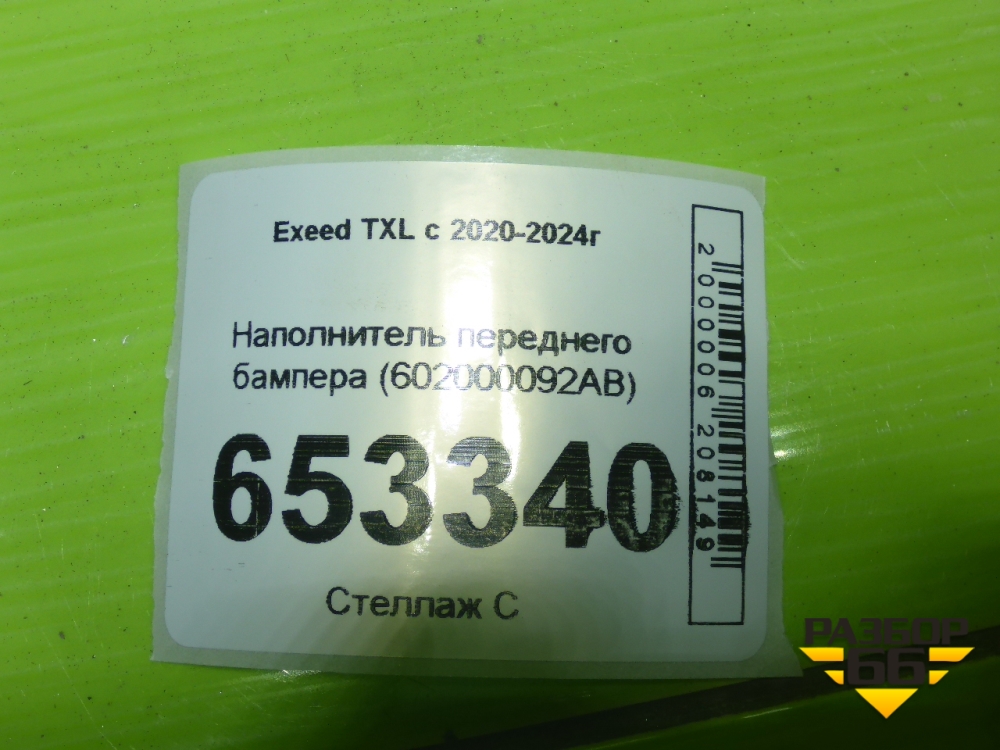 Exeed TXL с 2020-2024г
Наполнитель переднего
бампера (602000092AB)
653340
Стеллаж С
2000006208149
РАЗБОР
66